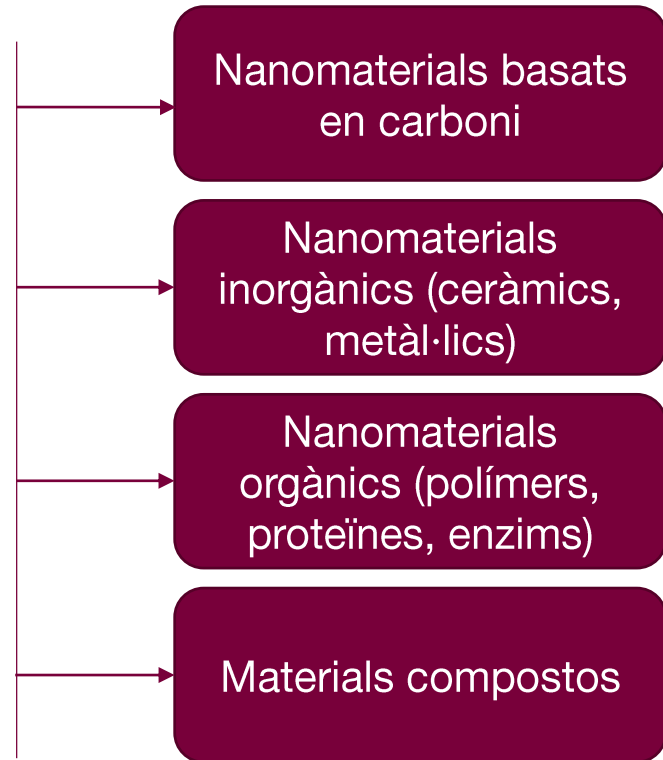 Nanomaterials basats
en carboni
Nanomaterials
inorgànics (ceràmics,
metàl·lics)
Nanomaterials
orgànics (polímers,
proteïnes, enzims)
Materials compostos